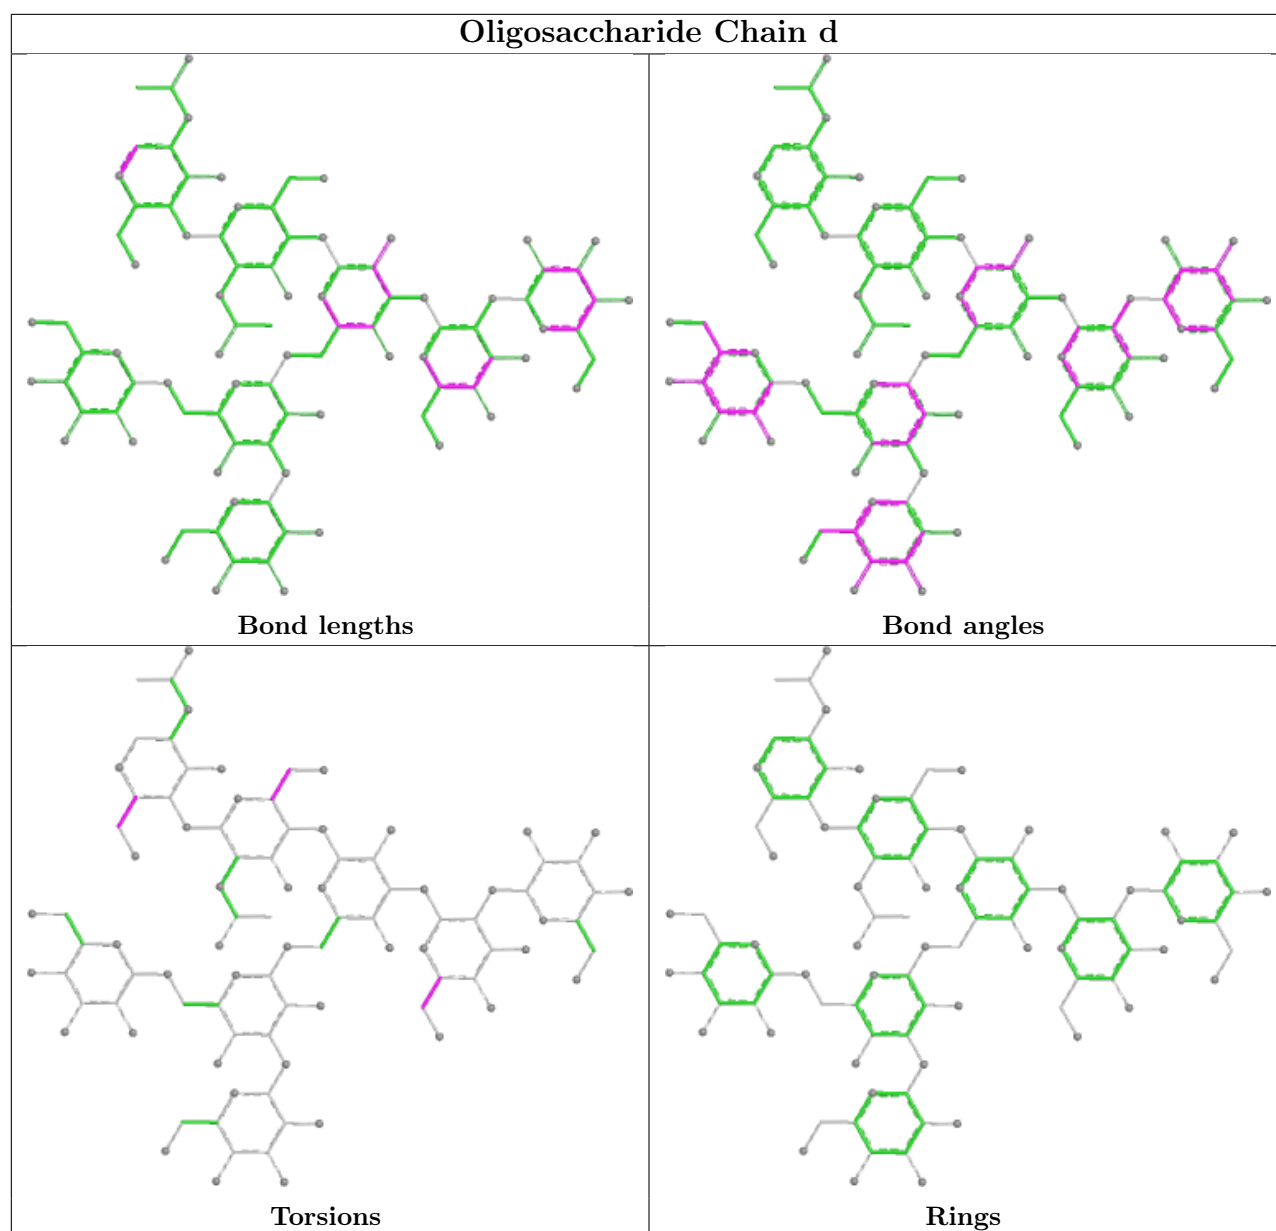 Oligosaccharide Chain d
Bond lengths
Bond angles
Torsions
Rings